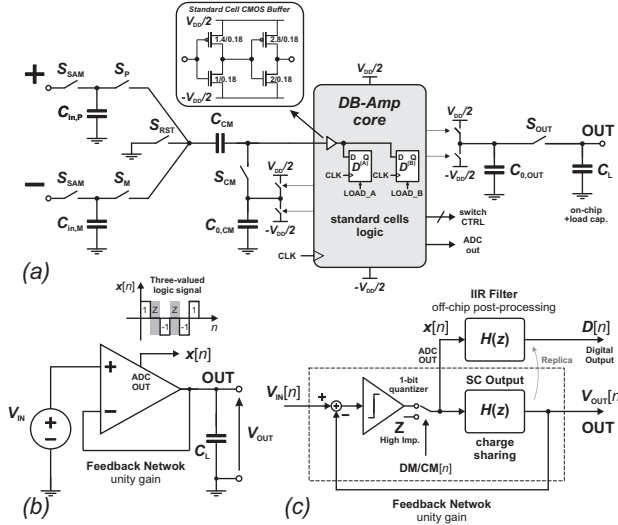 (a)
Standard Cell CMOS Buffer
VDD/2
1.4/0.18
2.8/0.18
1/0.18
2/0.18
-VDD/2
+
SSAM
SP
Cin,P
SRST
CCM
−
SSAM
SM
Cin,M
SCM
VDD/2
-VDD/2
C0,CM
CLK
VDD/2
DB-Amp
core
D Q
D(A)
CLK
LOAD_A
D Q
D(B)
CLK
LOAD_B
standard cells
logic
-VDD/2
VDD/2
-VDD/2
SOUT
OUT
C0,OUT
CL
on-chip
+load cap.
switch
CTRL
ADC
out
(b)
x[n]
Three-valued
logic signal
1 Z -1 Z -1 1
n
x[n]
ADC
OUT
+
−
OUT
VIN
+
−
CL
VOUT
Feedback Netwok
unity gain
(c)
IIR Filter
off-chip post-processing
x[n]
H(z)
D[n]
Digital
Output
ADC
OUT
Replica
VIN[n]
+
−
1-bit
quantizer
Z
High Imp.
DM/CM[n]
SC Output
H(z)
charge
sharing
VOUT[n]
OUT
Feedback Netwok
unity gain